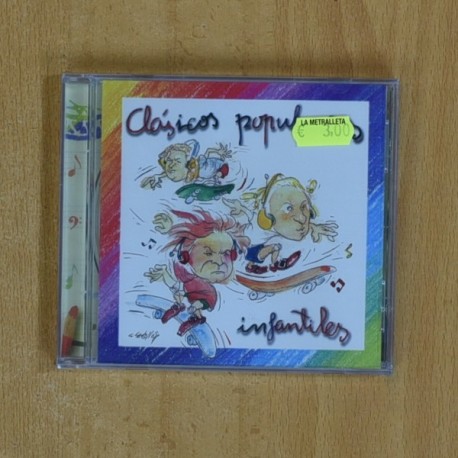 Clásicos popul
LA METRALLETA
€ 3.00
infantiles